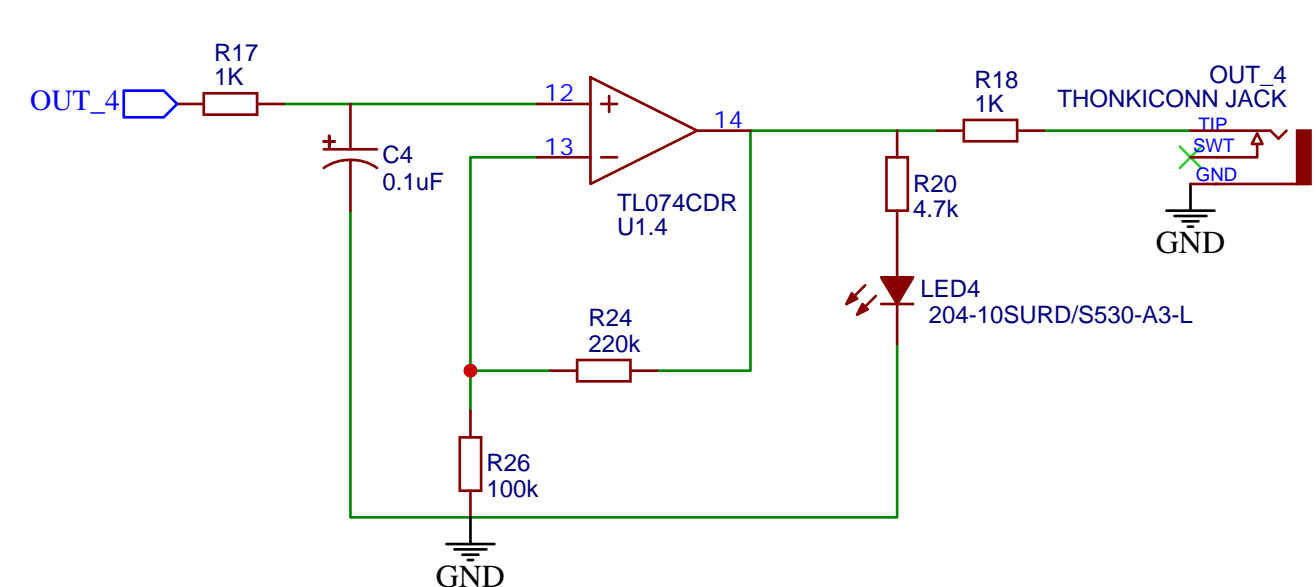 R17
1K
OUT_4
C4
0.1uF
12
+
13
14
TL074CDR
U1.4
R18
1K
OUT_4
THONKICONN JACK
TIP
SWT
GND
GND
R20
4.7k
LED4
204-10SURD/S530-A3-L
R24
220k
R26
100k
GND